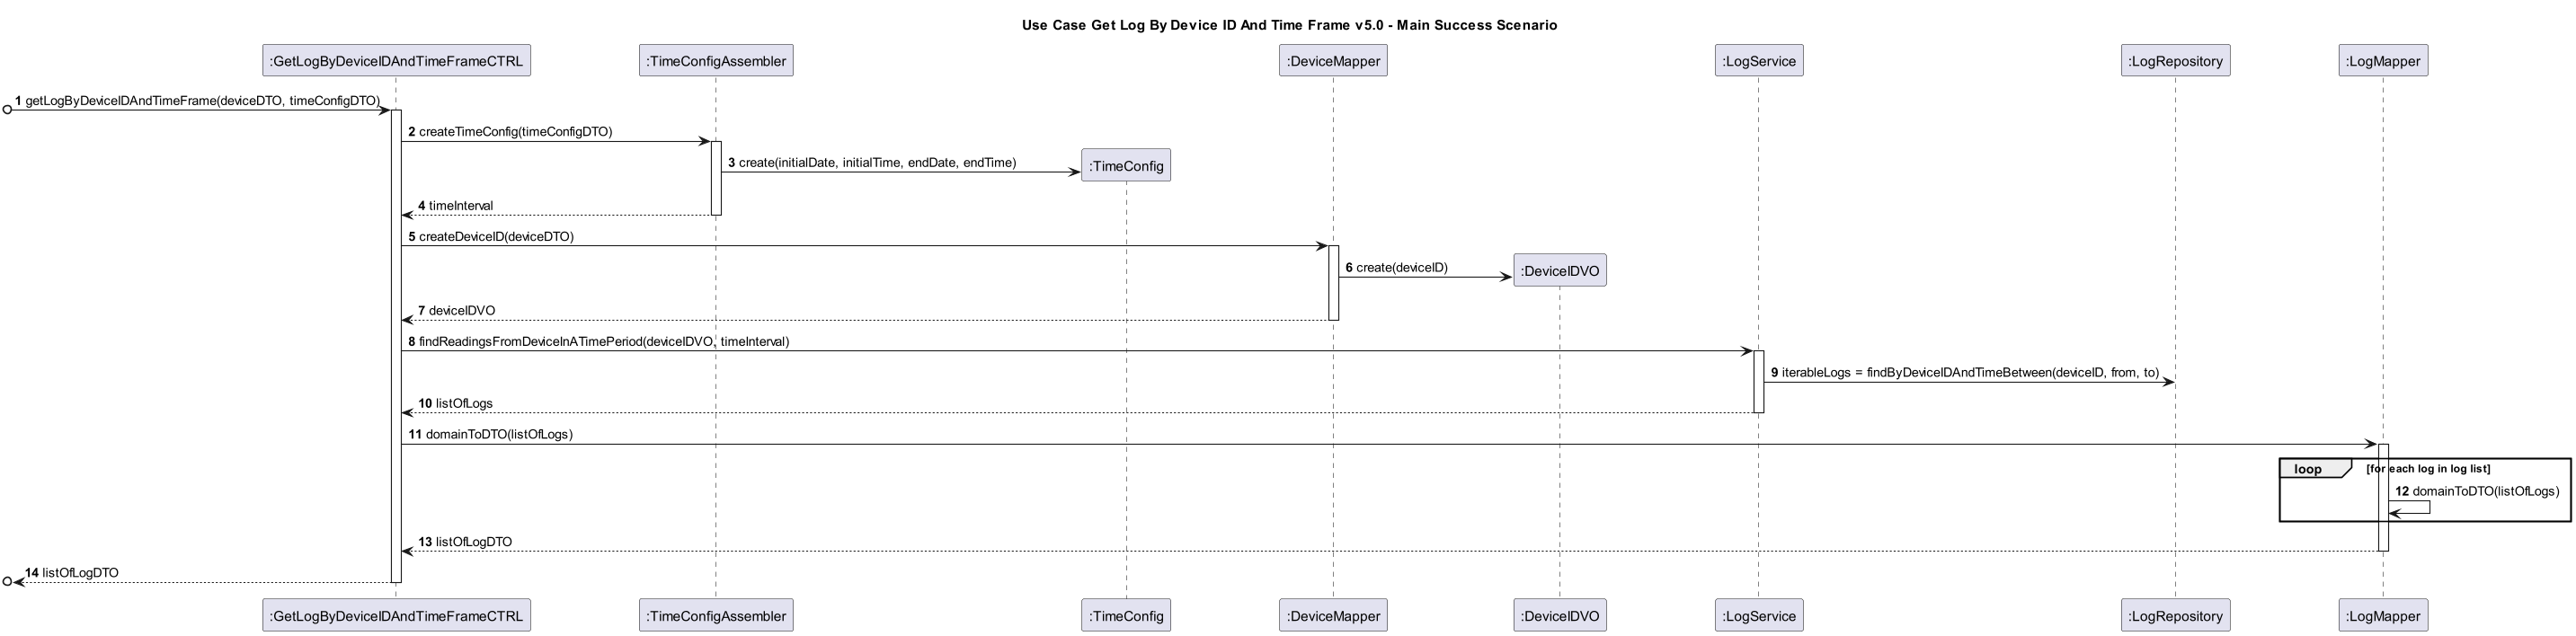 Use Case Get Log By Device ID And Time Frame v5.0 - Main Success Scenario
:GetLogByDeviceIDAndTimeFrameCTRL
:TimeConfigAssembler
:DeviceMapper
:LogService
:LogRepository
:LogMapper
1 getLogByDeviceIDAndTimeFrame(deviceDTO, timeConfigDTO)
2 createTimeConfig(timeConfigDTO)
3 create(initialDate, initialTime, endDate, endTime)
:TimeConfig
4 timeInterval
5 createDeviceID(deviceDTO)
6 create(deviceID)
:DeviceIDVO
7 deviceIDVO
8 findReadingsFromDeviceInATimePeriod(deviceIDVO, timeInterval)
9 iterableLogs = findByDeviceIDAndTimeBetween(deviceID, from, to)
10 listOfLogs
11 domainToDTO(listOfLogs)
loop [for each log in log list]
12 domainToDTO(listOfLogs)
13 listOfLogDTO
14 listOfLogDTO
:GetLogByDeviceIDAndTimeFrameCTRL
:TimeConfigAssembler
:TimeConfig
:DeviceMapper
:DeviceIDVO
:LogService
:LogRepository
:LogMapper